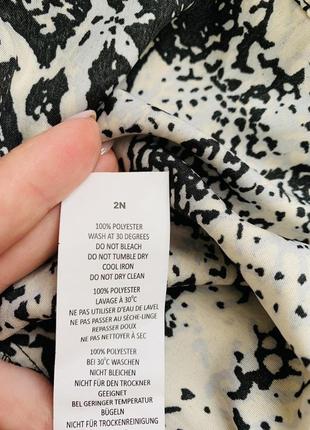 2N
100% POLYESTER
WASH AT 30 DEGREES
DO NOT BLEACH
DO NOT TUMBLE DRY
COOL IRON
DO NOT DRY CLEAN
100% POLYESTER
LAVAGE À 30°C
NE PAS UTILISER D'EAU DE LAVEL
NE PAS PASSER AU SÈCHE-LINGE
REPASSER DOUX
NE PAS NETTOYER À SEC
100% POLYESTER
BEI 30°C WASCHEN
NICHT BLEICHEN
NICHT FÜR DEN TROCKNER
GEEIGNET
BEI GERINGER TEMPERATUR
BÜGELN
NICHT FÜR TROCKENREINIGUNG